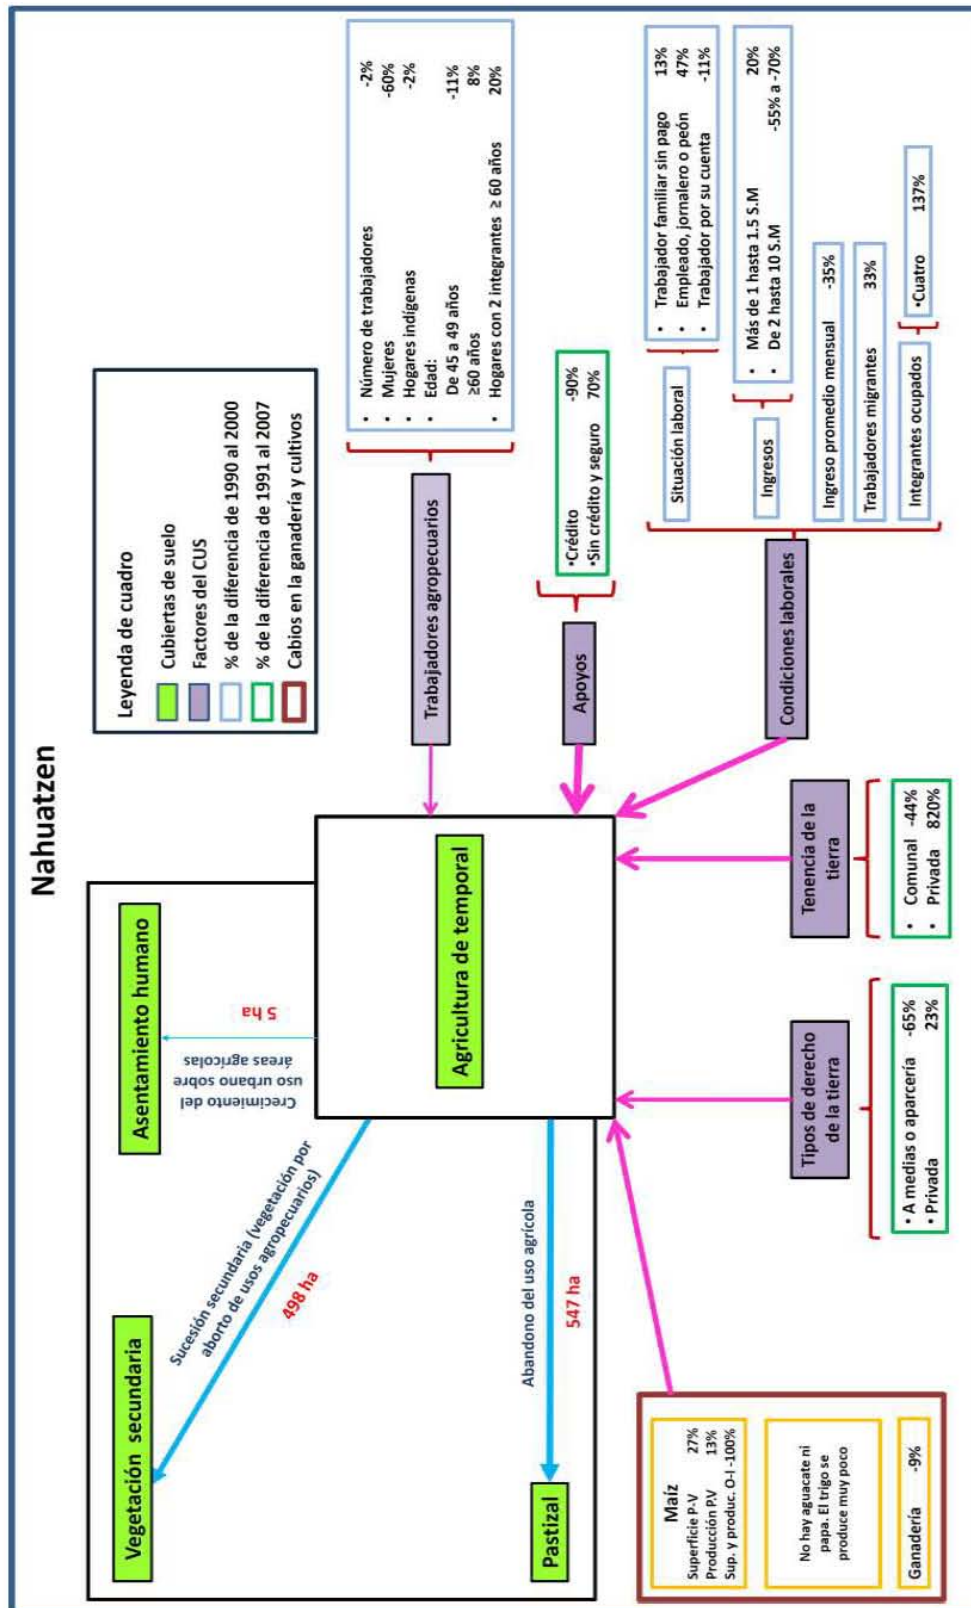 Nahuatzen
Leyenda de cuadro
Cubiertas de suelo
Factores del CUS
% de la diferencia de 1990 al 2000
% de la diferencia de 1991 al 2007
Cabios en la ganadería y cultivos
Vegetación secundaria
Asentamiento humano
Sucesión secundaria (vegetación por
aborto de usos agropecuarios)
498 ha
Crecimiento del
uso urbano sobre
áreas agrícolas
5 ha
Agricultura de temporal
Abandono del uso agrícola
547 ha
Pastizal
Trabajadores agropecuarios
• Número de trabajadores -2%
• Mujeres -60%
• Hogares indígenas -2%
• Edad:
De 45 a 49 años -11%
≥60 años 8%
• Hogares con 2 integrantes ≥ 60 años 20%
Apoyos
•Crédito -90%
•Sin crédito y seguro 70%
Condiciones laborales
Situación laboral
• Trabajador familiar sin pago 13%
• Empleado, jornalero o peón 47%
• Trabajador por su cuenta -11%
Ingresos
• Más de 1 hasta 1.5 S.M 20%
• De 2 hasta 10 S.M -55% a -70%
Ingreso promedio mensual -35%
Trabajadores migrantes 33%
Integrantes ocupados
•Cuatro 137%
Maíz
Superficie P-V 27%
Producción P.V 13%
Sup. y produc. O-I -100%
No hay aguacate ni
papa. El trigo se
produce muy poco
Ganadería -9%
Tipos de derecho
de la tierra
• A medias o aparcería -65%
• Privada 23%
Tenencia de la
tierra
• Comunal -44%
• Privada 820%